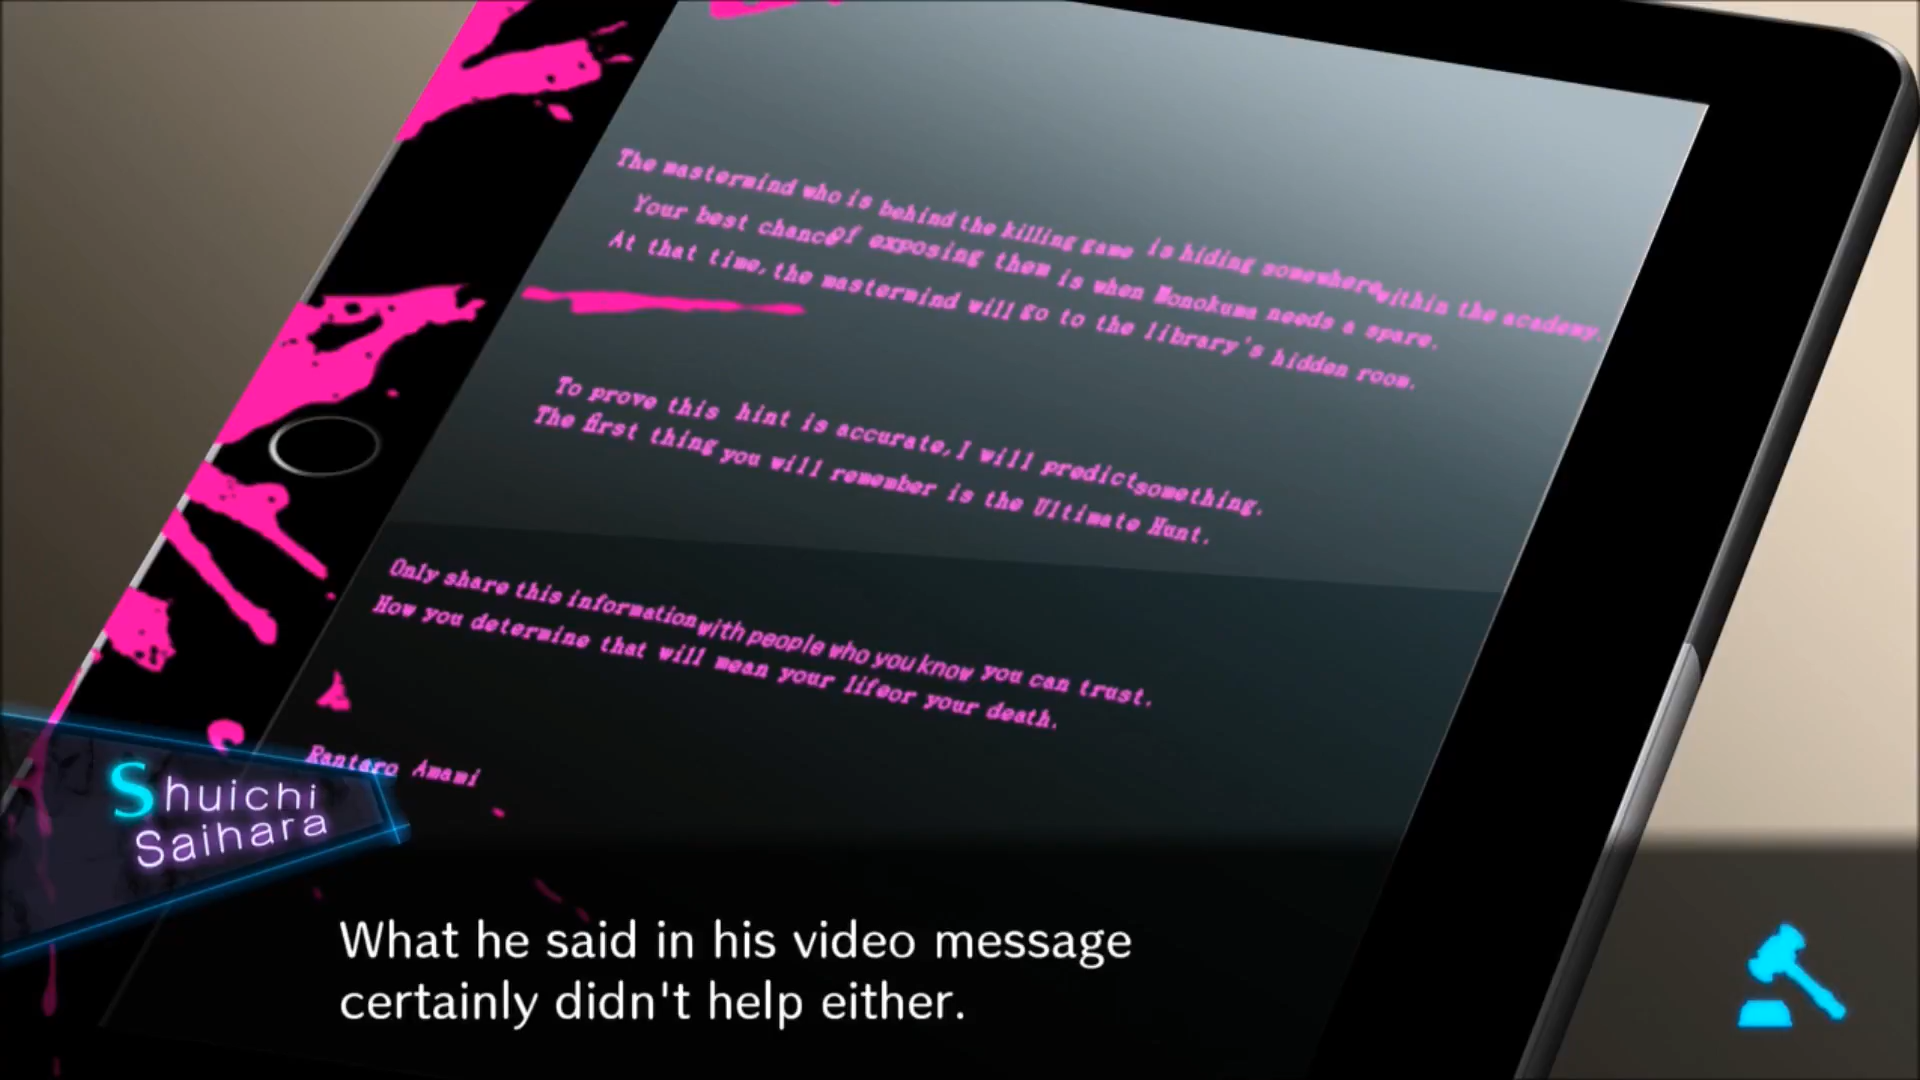 The mastermind who is behind the killing game is hiding somewhere within the academy.
Your best chance of exposing them is when Monokuma needs a spare.
At that time, the mastermind will go to the library's hidden room.
To prove this hint is accurate, I will predict something.
The first thing you will remember is the Ultimate Hunt.
Only share this information with people who you know you can trust.
How you determine that will mean your life or your death.
Rantaro Amami
Shuichi
Saihara
What he said in his video message
certainly didn't help either.